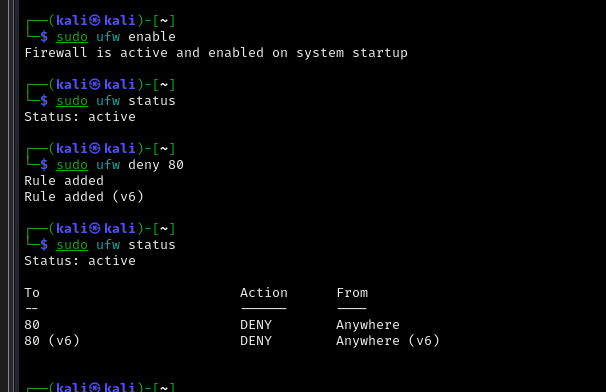 ┌──(kali㉿kali)-[~]
└─$ sudo ufw enable
Firewall is active and enabled on system startup
┌──(kali㉿kali)-[~]
└─$ sudo ufw status
Status: active
┌──(kali㉿kali)-[~]
└─$ sudo ufw deny 80
Rule added
Rule added (v6)
┌──(kali㉿kali)-[~]
└─$ sudo ufw status
Status: active
To Action From
-- ------ ----
80 DENY Anywhere
80 (v6) DENY Anywhere (v6)
┌──(kali㉿kali)-[~]